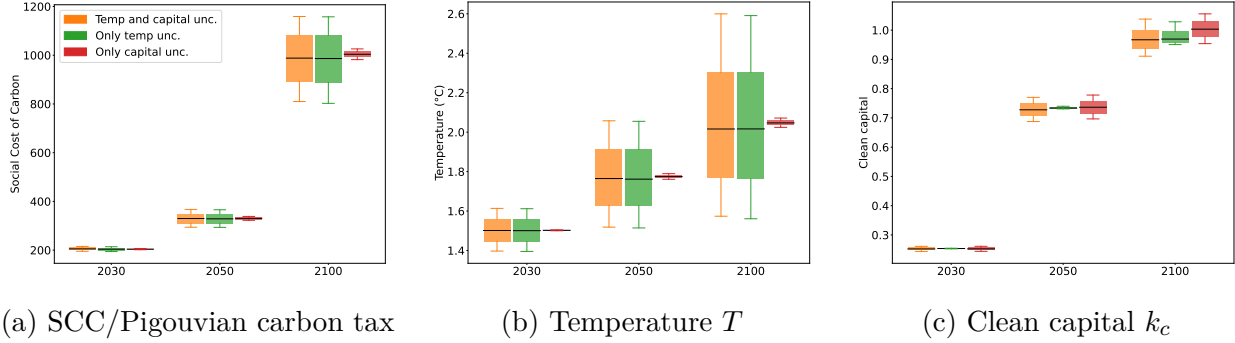 1200
1000
800
600
400
200
Social Cost of Carbon
Temp and capital unc.
Only temp unc.
Only capital unc.
2030 2050 2100
2.6
2.4
2.2
2.0
1.8
1.6
1.4
Temperature (°C)
2030 2050 2100
1.0
0.9
0.8
0.7
0.6
0.5
0.4
0.3
Clean capital
2030 2050 2100
(a) SCC/Pigouvian carbon tax
(b) Temperature T
(c) Clean capital k_c